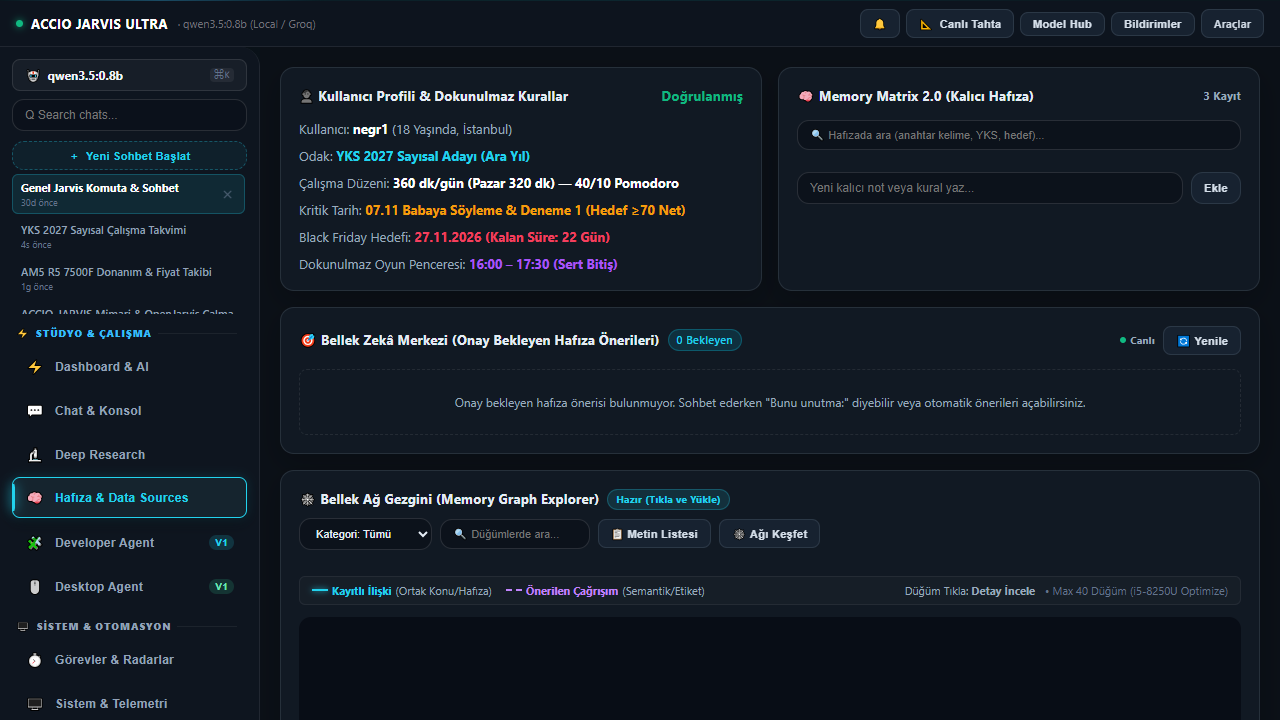 ACCIO JARVIS ULTRA · qwen3.5:0.8b (Local / Groq)
Canlı Tahta
Model Hub
Bildirimler
Araçlar
qwen3.5:0.8b ⌘K
Search chats...
+ Yeni Sohbet Başlat
Genel Jarvis Komuta & Sohbet
30d önce
YKS 2027 Sayısal Çalışma Takvimi
4s önce
AM5 R5 7500F Donanım & Fiyat Takibi
1g önce
ACCIO JARVIS Mimari & OpenJarvis Çalma
STÜDYO & ÇALIŞMA
Dashboard & AI
Chat & Konsol
Deep Research
Hafıza & Data Sources
Developer Agent V1
Desktop Agent V1
SİSTEM & OTOMASYON
Görevler & Radarlar
Sistem & Telemetri
Kullanıcı Profili & Dokunulmaz Kurallar Doğrulanmış
Kullanıcı: negr1 (18 Yaşında, İstanbul)
Odak: YKS 2027 Sayısal Adayı (Ara Yıl)
Çalışma Düzeni: 360 dk/gün (Pazar 320 dk) — 40/10 Pomodoro
Kritik Tarih: 07.11 Babaya Söyleme & Deneme 1 (Hedef ≥70 Net)
Black Friday Hedefi: 27.11.2026 (Kalan Süre: 22 Gün)
Dokunulmaz Oyun Penceresi: 16:00 – 17:30 (Sert Bitiş)
Memory Matrix 2.0 (Kalıcı Hafıza) 3 Kayıt
Hafızada ara (anahtar kelime, YKS, hedef)...
Yeni kalıcı not veya kural yaz... Ekle
Bellek Zekâ Merkezi (Onay Bekleyen Hafıza Önerileri) 0 Bekleyen Canlı Yenile
Onay bekleyen hafıza önerisi bulunmuyor. Sohbet ederken "Bunu unutma:" diyebilir veya otomatik önerileri açabilirsiniz.
Bellek Ağ Gezgini (Memory Graph Explorer) Hazır (Tıkla ve Yükle)
Kategori: Tümü Düğümlerde ara... Metin Listesi Ağı Keşfet
Kayıtlı İlişki (Ortak Konu/Hafıza) Önerilen Çağrışım (Semantik/Etiket) Düğüm Tıkla: Detay İncele • Max 40 Düğüm (i5-8250U Optimize)